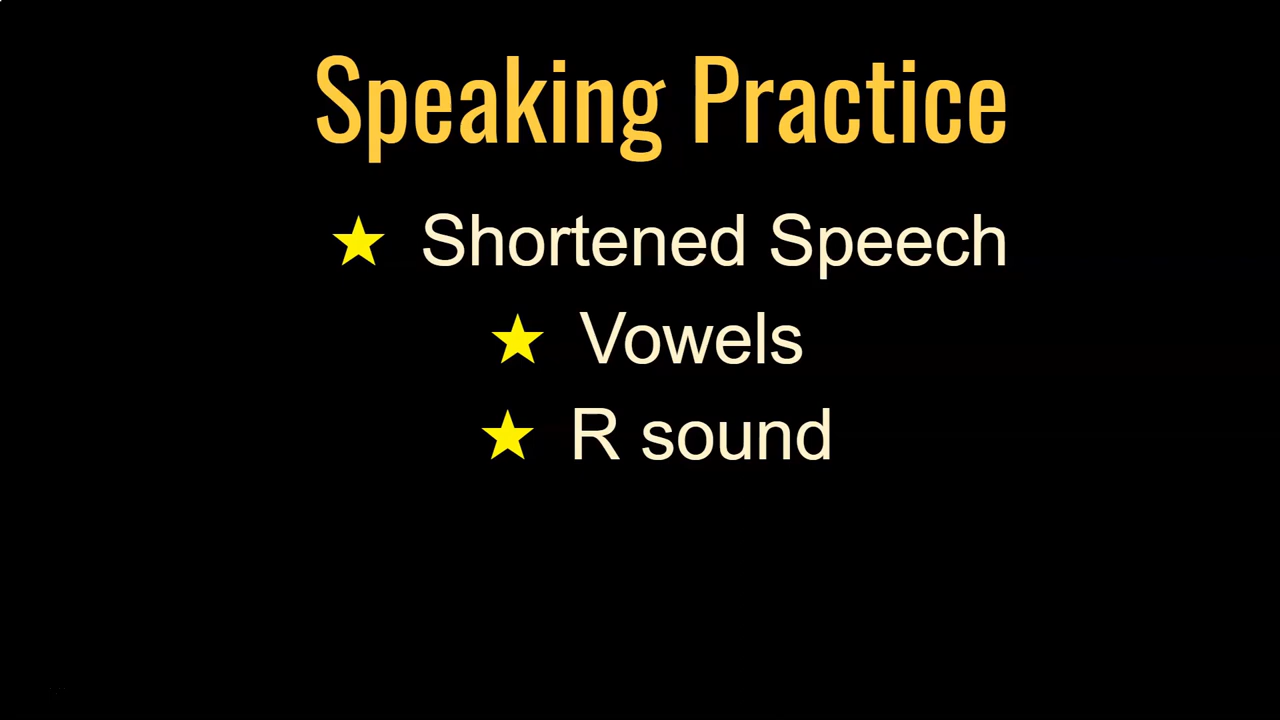 Speaking Practice
★ Shortened Speech
★ Vowels
★ R sound